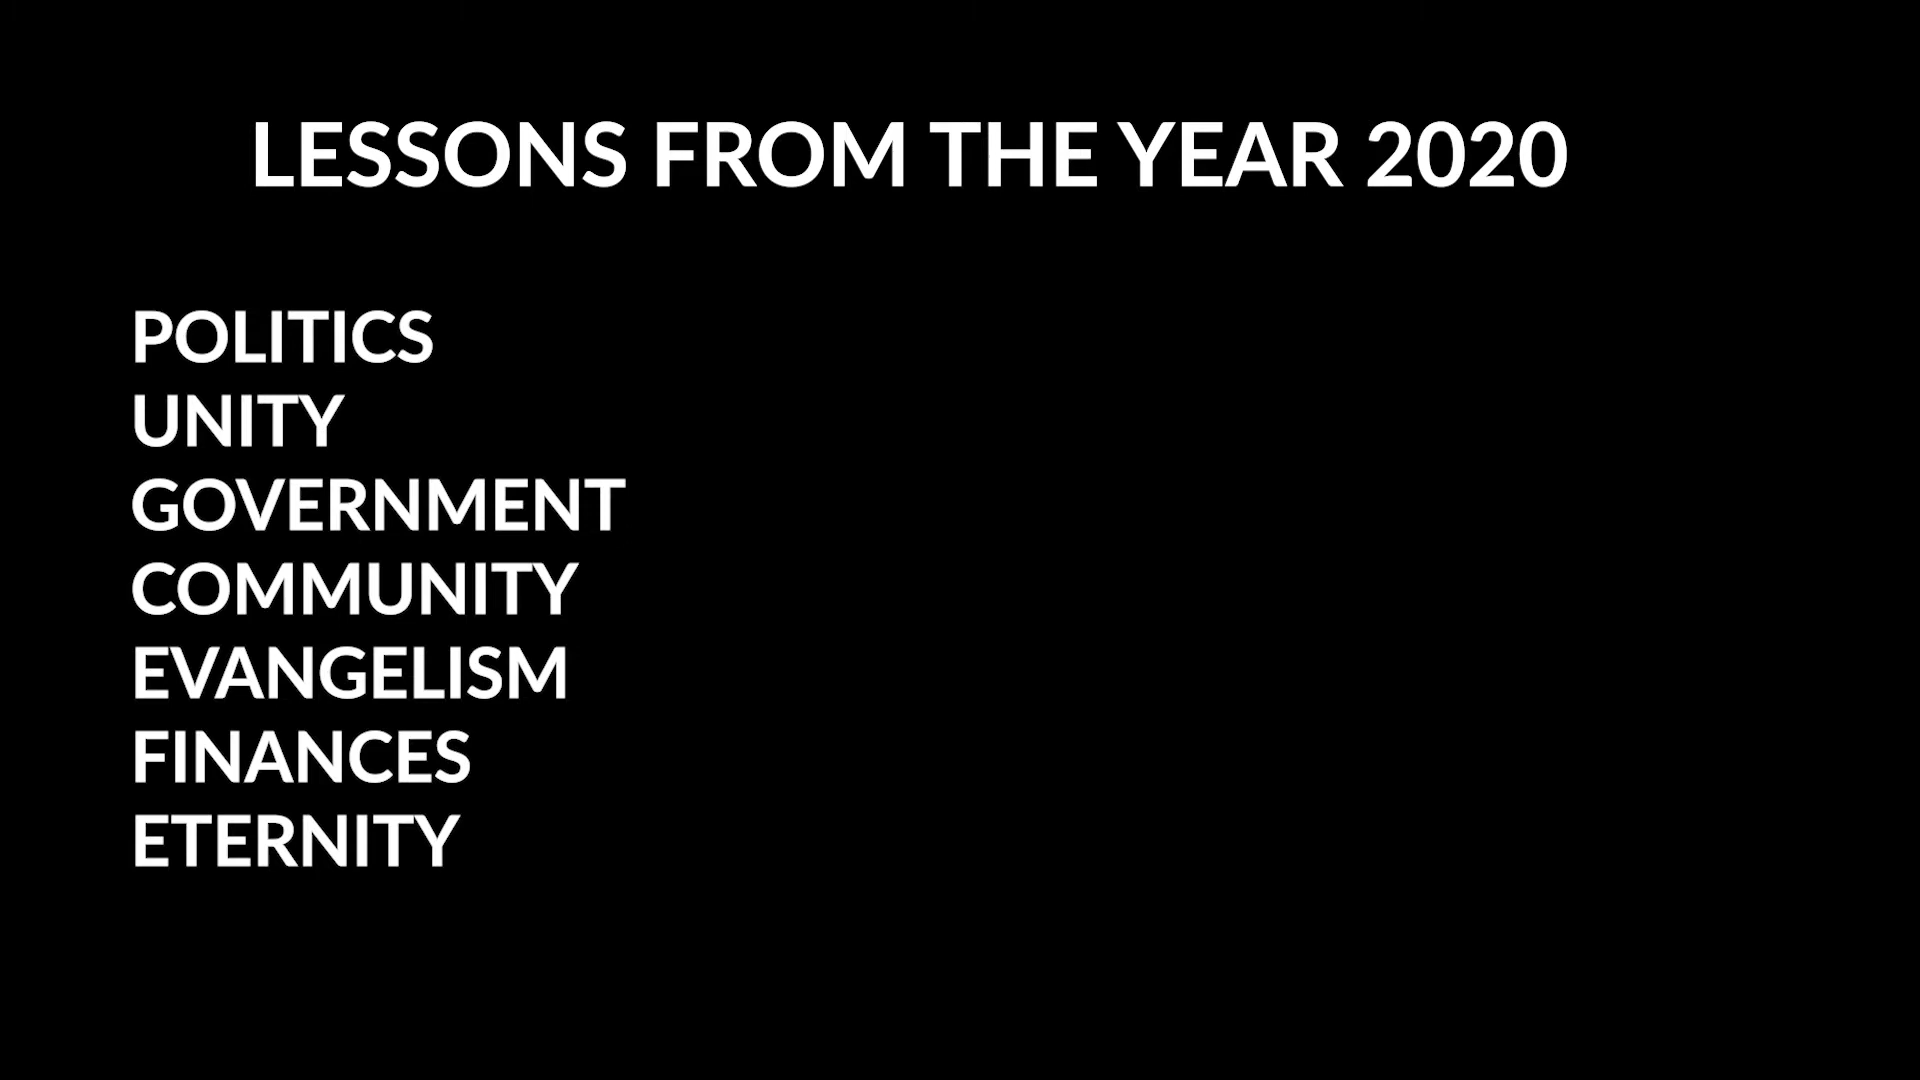 LESSONS FROM THE YEAR 2020
POLITICS
UNITY
GOVERNMENT
COMMUNITY
EVANGELISM
FINANCES
ETERNITY